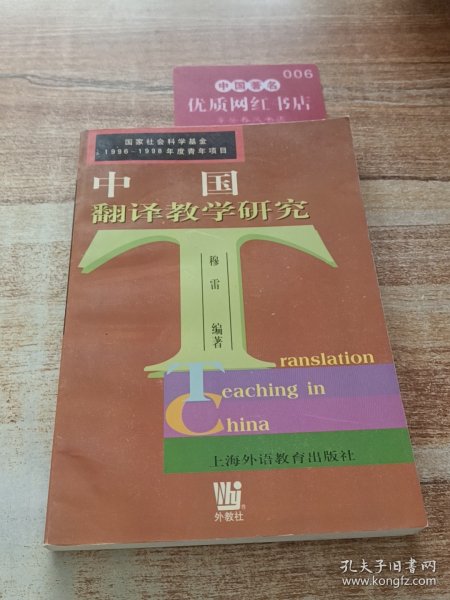 006
中国著名
优质网红书店
国家社会科学基金
1996-1998年度青年项目
中国
翻译教学研究
穆雷
编著
Translation
Teaching in
China
上海外语教育出版社
Why
®
外教社
孔夫子旧书网
www.kongfz.com